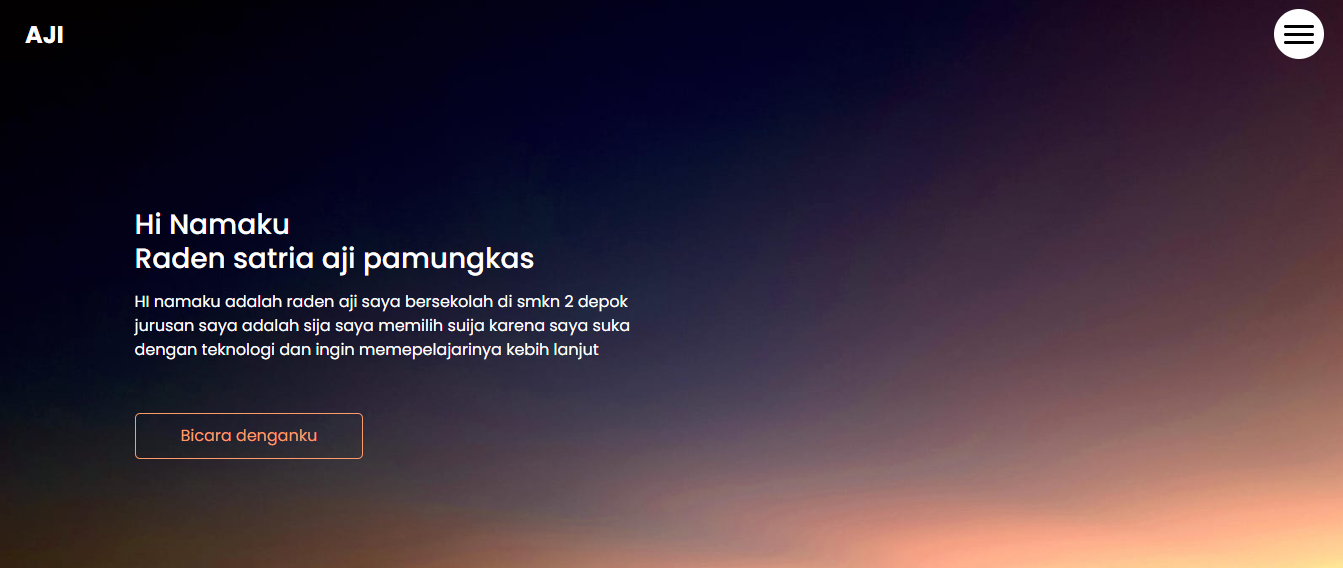 AJI
Hi Namaku
Raden satria aji pamungkas
HI namaku adalah raden aji saya bersekolah di smkn 2 depok
jurusan saya adalah sija saya memilih suija karena saya suka
dengan teknologi dan ingin memepelajarinya kebih lanjut
Bicara denganku